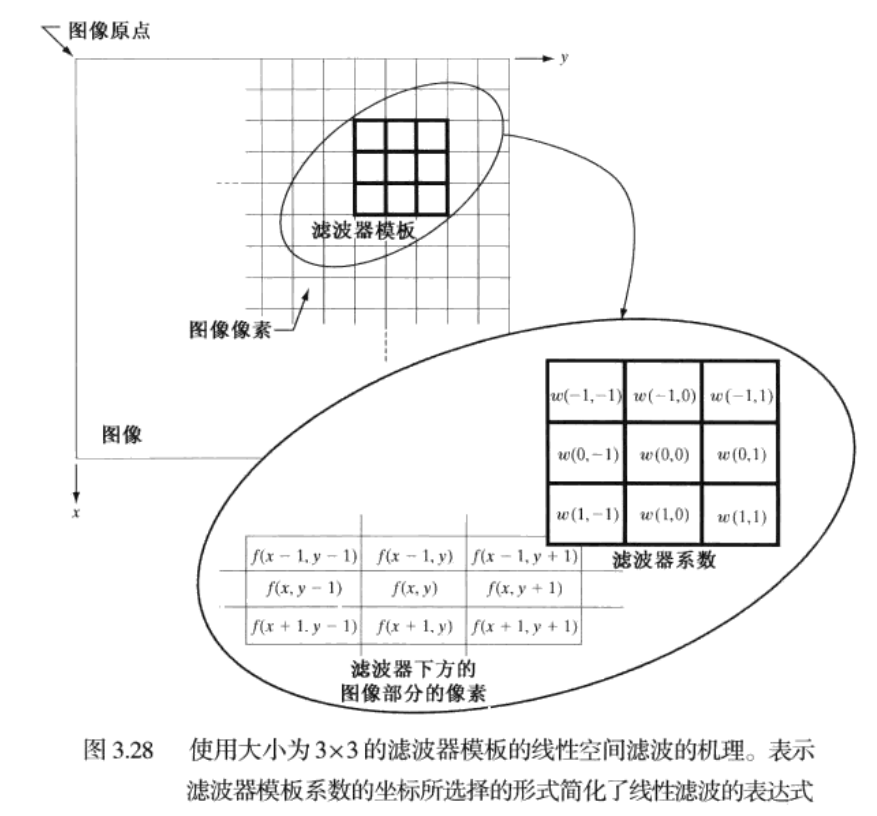 图像原点
y
滤波器模板
图像像素
图像
x
w(−1,−1) w(−1,0) w(−1,1)
w(0,−1) w(0,0) w(0,1)
w(1,−1) w(1,0) w(1,1)
滤波器系数
f(x − 1, y − 1) f(x − 1, y) f(x − 1, y + 1)
f(x, y − 1) f(x, y) f(x, y + 1)
f(x + 1. y − 1) f(x + 1, y) f(x + 1, y + 1)
滤波器下方的
图像部分的像素
图 3.28 使用大小为 3×3 的滤波器模板的线性空间滤波的机理。表示
滤波器模板系数的坐标所选择的形式简化了线性滤波的表达式